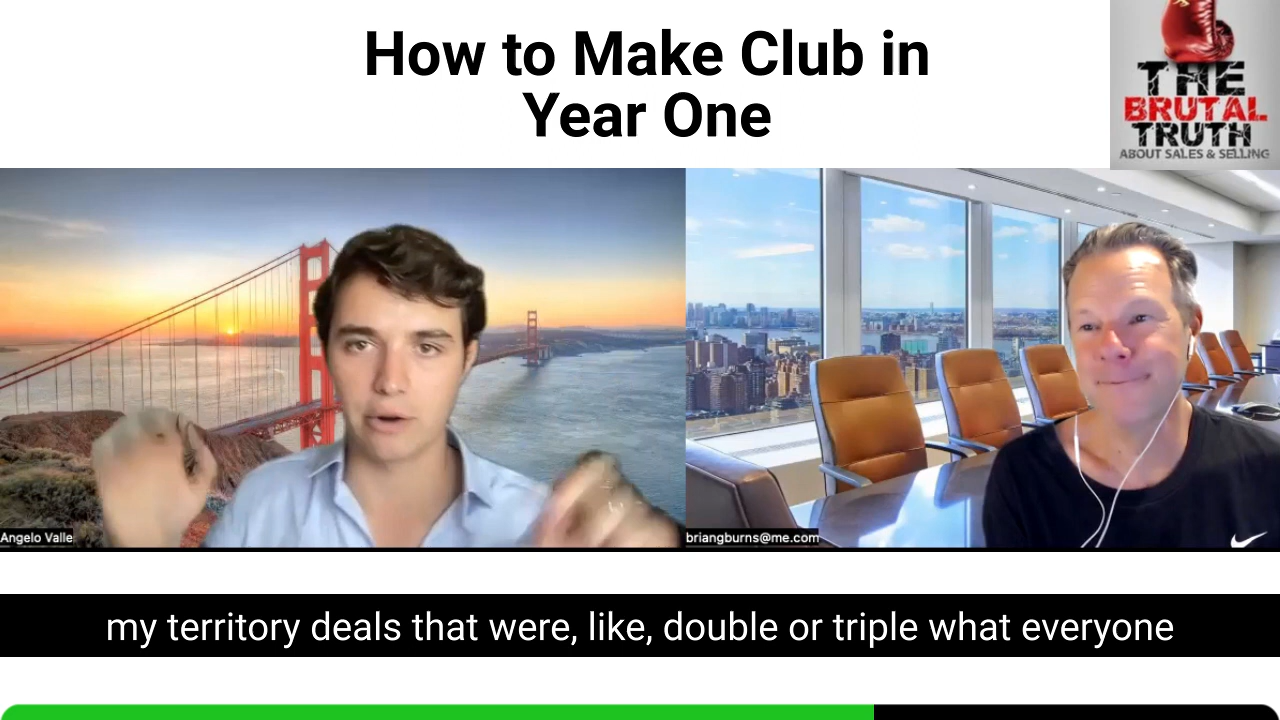 How to Make Club in
Year One
THE
BRUTAL
TRUTH
ABOUT SALES & SELLING
Angelo Valle
briangburns@me.com
my territory deals that were, like, double or triple what everyone